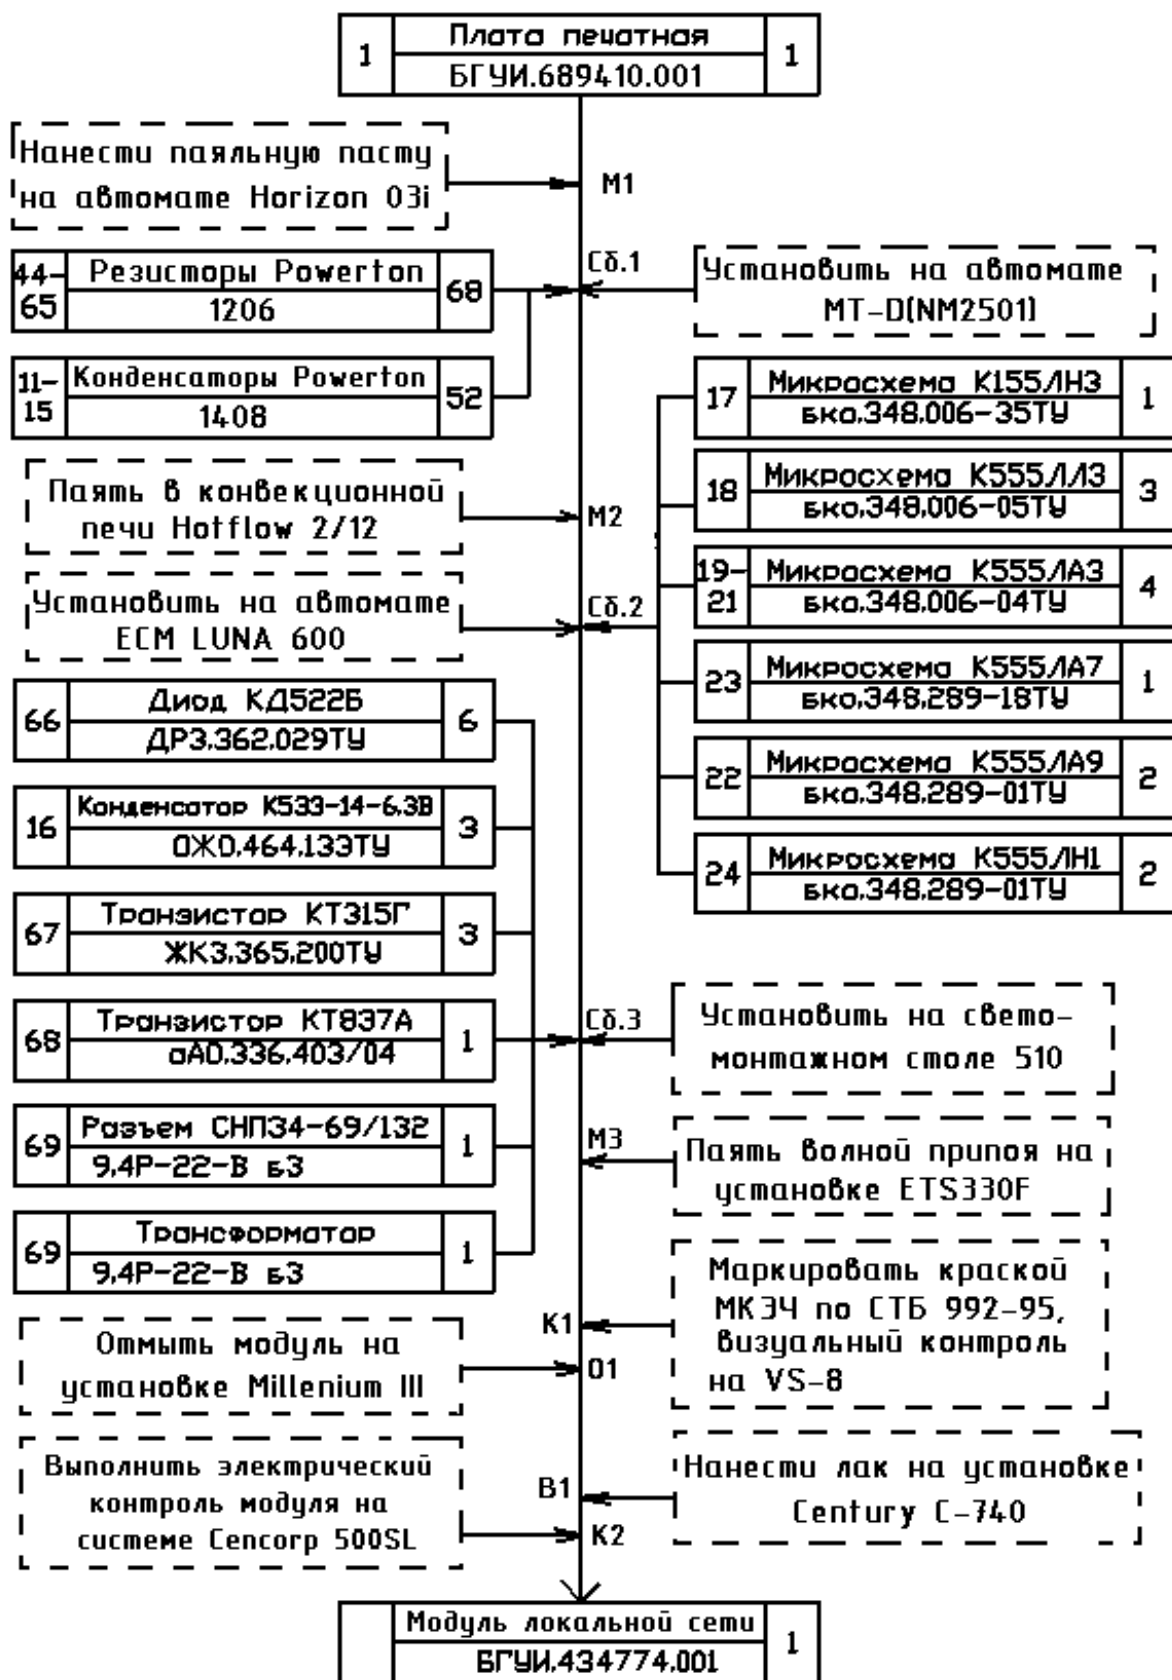 1
Плата печатная
БГУИ.689410.001
1
Нанести паяльную пасту
на автомате Horizon 03i
М1
44-
65
Резисторы Powerton
1206
68
Сб.1
Установить на автомате
MT-D(NM2501)
11-
15
Конденсаторы Powerton
1408
52
17
Микросхема К155ЛН3
бко.348.006-35ТУ
1
Паять в конвекционной
печи Hotflow 2/12
М2
18
Микросхема К555ЛЛ3
бко.348.006-05ТУ
3
19-
21
Микросхема К555ЛА3
бко.348.006-04ТУ
4
Установить на автомате
ECM LUNA 600
Сб.2
23
Микросхема К555ЛА7
бко.348.289-18ТУ
1
66
Диод КД522Б
ДР3.362.029ТУ
6
22
Микросхема К555ЛА9
бко.348.289-01ТУ
2
16
Конденсатор К53Э-14-6.3В
ОЖ0.464.133ТУ
3
24
Микросхема К555ЛН1
бко.348.289-01ТУ
2
67
Транзистор КТ315Г
ЖК3.365.200ТУ
3
68
Транзистор КТ837А
аА0.336.403/04
1
Сб.3
Установить на свето-
монтажном столе 510
69
Разъем СНП34-69/132
9.4Р-22-В б3
1
М3
Паять волной припоя на
установке ETS330F
69
Трансформатор
9.4Р-22-В б3
1
К1
Маркировать краской
МКЭЧ по СТБ 992-95,
визуальный контроль
на VS-8
Отмыть модуль на
установке Millenium III
О1
Выполнить электрический
контроль модуля на
системе Cencorp 500SL
В1
Нанести лак на установке
Century C-740
К2
Модуль локальной сети
БГУИ.434774.001
1